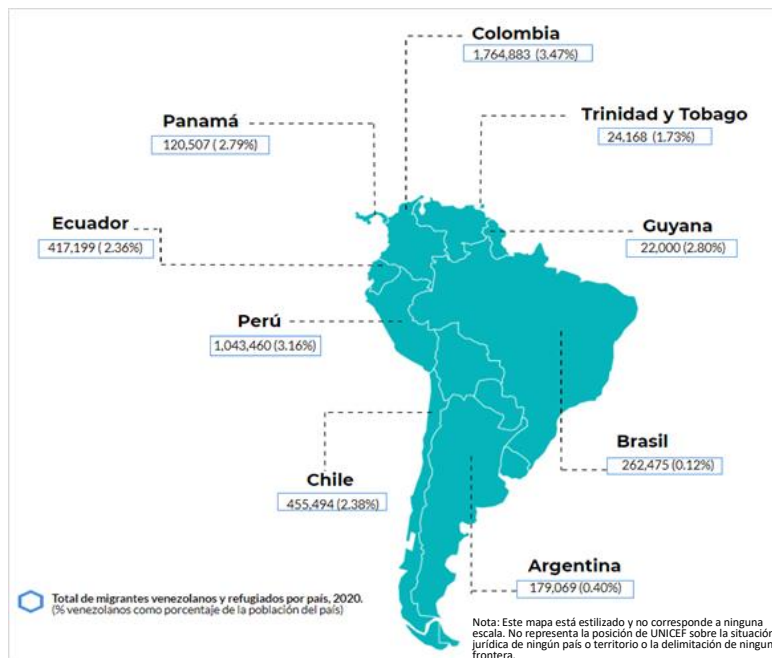 Colombia
1,764,883 (3.47%)
Panamá
120,507 ( 2.79%)
Trinidad y Tobago
24,168 (1.73%)
Ecuador
417,199 ( 2.36%)
Guyana
22,000 (2.80%)
Perú
1,043,460 (3.16%)
Brasil
262,475 (0.12%)
Chile
455,494 (2.38%)
Argentina
179,069 (0.40%)
Total de migrantes venezolanos y refugiados por país, 2020.
(% venezolanos como porcentaje de la población del país)
Nota: Este mapa está estilizado y no corresponde a ninguna
escala. No representa la posición de UNICEF sobre la situación
jurídica de ningún país o territorio o la delimitación de ningun
frontera.